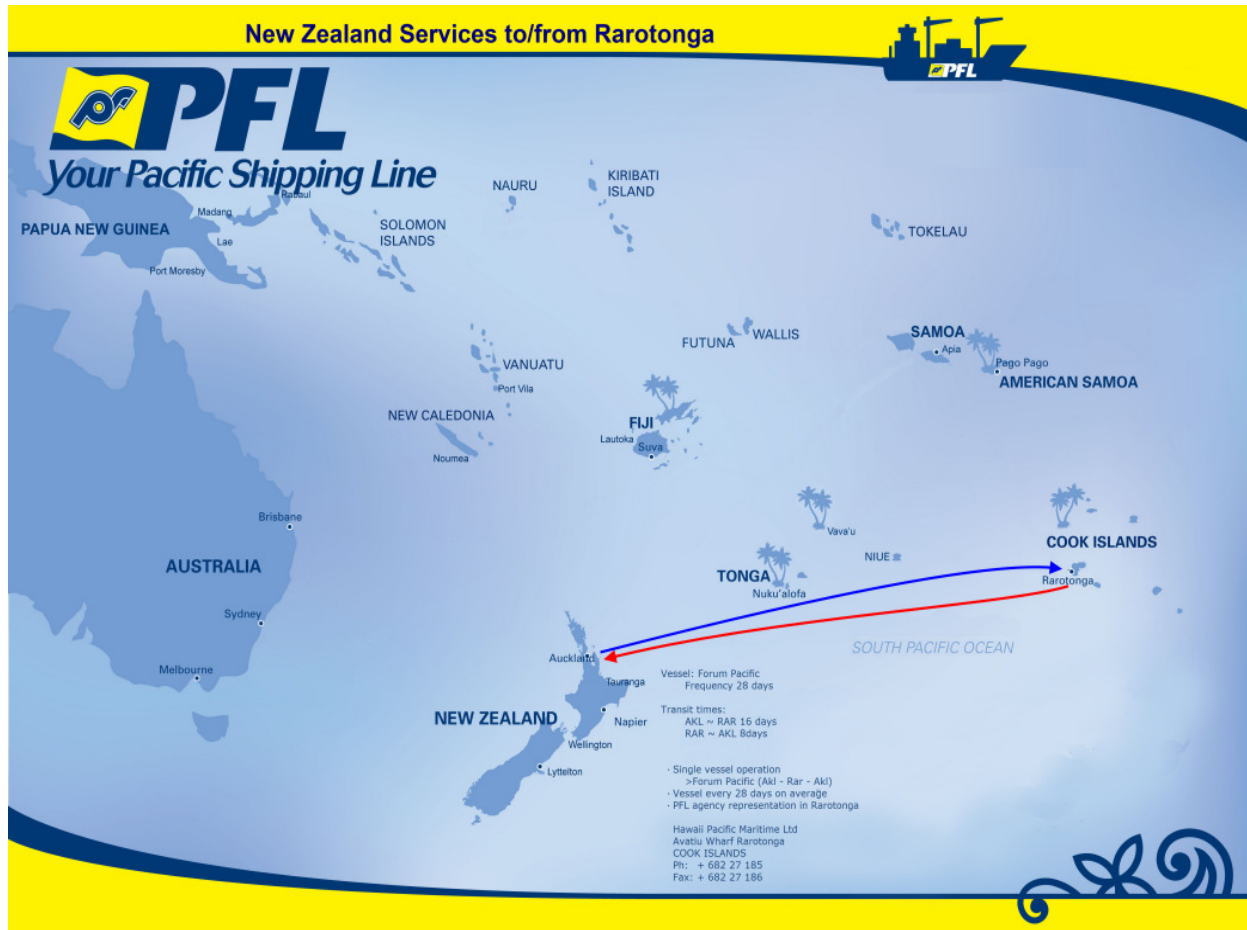 New Zealand Services to/from Rarotonga
PFL
PFL
Your Pacific Shipping Line
NAURU
KIRIBATI
ISLAND
Rabaul
Madang
PAPUA NEW GUINEA
SOLOMON
ISLANDS
TOKELAU
Lae
Port Moresby
SAMOA
Apia
FUTUNA
WALLIS
Pago Pago
AMERICAN SAMOA
VANUATU
Port Vila
NEW CALEDONIA
FIJI
Lautoka
Suva
Noumea
Brisbane
Vava'u
COOK ISLANDS
NIUE
AUSTRALIA
TONGA
Rarotonga
Nuku'alofa
Sydney
SOUTH PACIFIC OCEAN
Auckland
Melbourne
Tauranga
NEW ZEALAND
Napier
Wellington
Lyttelton
Vessel: Forum Pacific
Frequency 28 days
Transit times:
AKL ~ RAR 16 days
RAR ~ AKL 8days
· Single vessel operation
>Forum Pacific (Akl - Rar - Akl)
· Vessel every 28 days on average
· PFL agency representation in Rarotonga
Hawaii Pacific Maritime Ltd
Avatiu Wharf Rarotonga
COOK ISLANDS
Ph: + 682 27 185
Fax: + 682 27 186